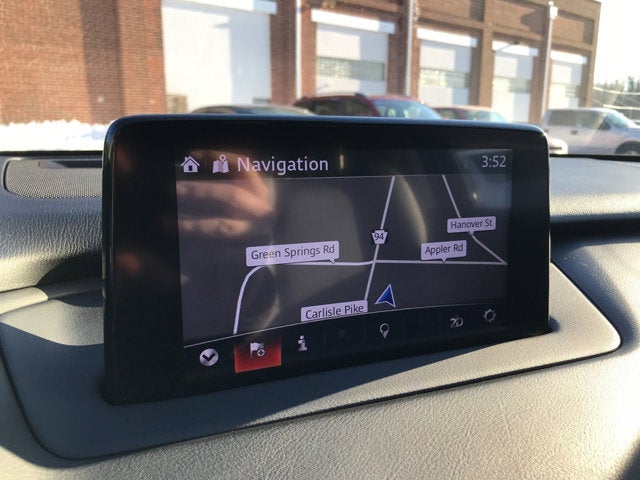 Navigation 3:52
Hanover St
94
Green Springs Rd Appler Rd
Carlisle Pike
2D